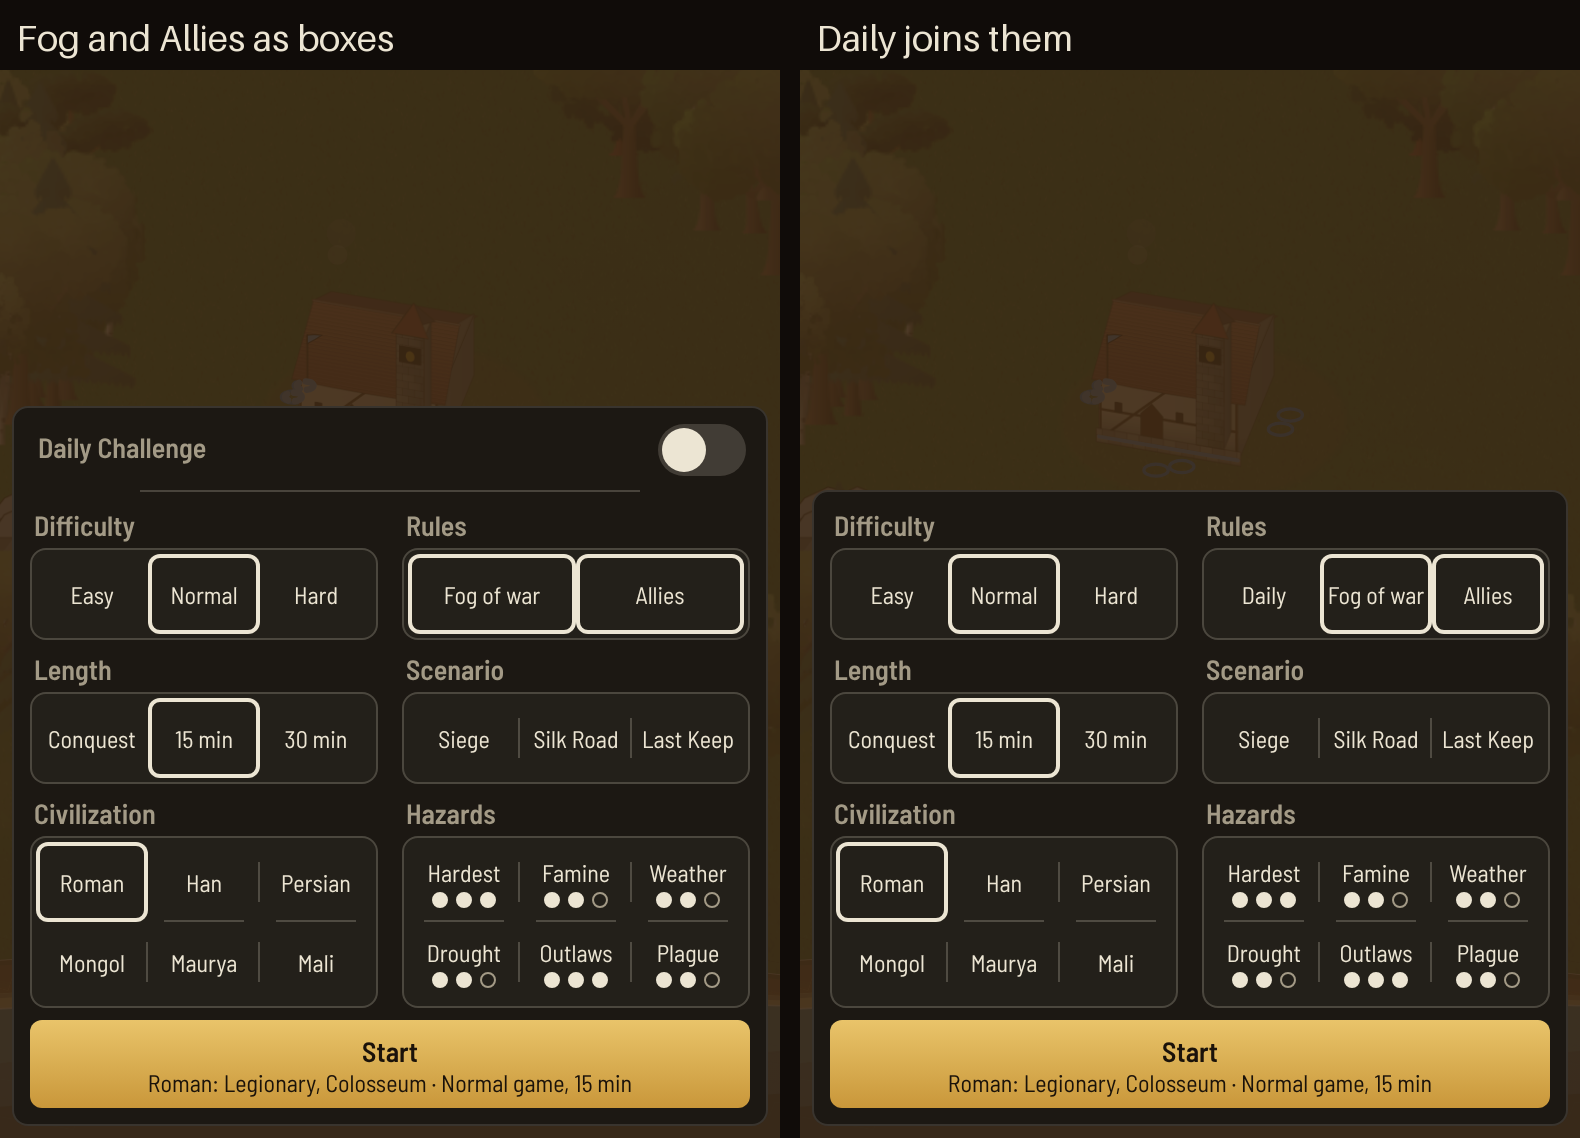 Fog and Allies as boxes
Daily Challenge
Difficulty
Rules
Easy
Normal
Hard
Fog of war
Allies
Length
Scenario
Conquest
15 min
30 min
Siege
Silk Road
Last Keep
Civilization
Hazards
Roman
Han
Persian
Hardest
Famine
Weather
Mongol
Maurya
Mali
Drought
Outlaws
Plague
Start
Roman: Legionary, Colosseum · Normal game, 15 min
Daily joins them
Difficulty
Rules
Easy
Normal
Hard
Daily
Fog of war
Allies
Length
Scenario
Conquest
15 min
30 min
Siege
Silk Road
Last Keep
Civilization
Hazards
Roman
Han
Persian
Hardest
Famine
Weather
Mongol
Maurya
Mali
Drought
Outlaws
Plague
Start
Roman: Legionary, Colosseum · Normal game, 15 min